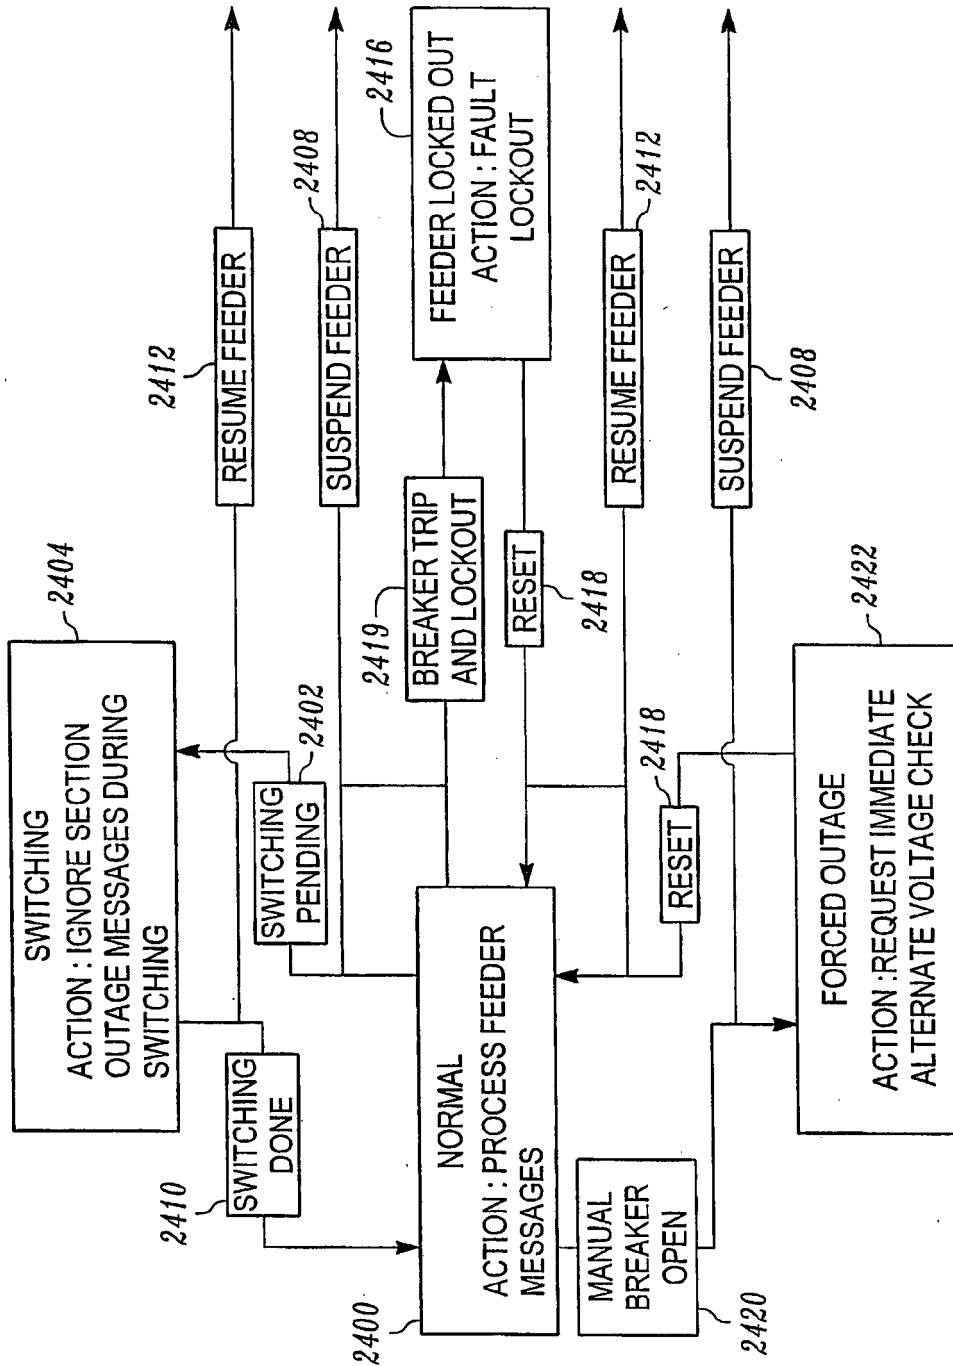 SWITCHING
ACTION : IGNORE SECTION
OUTAGE MESSAGES DURING
SWITCHING
2404
SWITCHING
DONE
2410
SWITCHING
PENDING
2402
RESUME FEEDER
2412
SUSPEND FEEDER
2408
NORMAL
ACTION : PROCESS FEEDER
MESSAGES
2400
BREAKER TRIP
AND LOCKOUT
2419
RESET
2418
FEEDER LOCKED OUT
ACTION : FAULT
LOCKOUT
2416
MANUAL
BREAKER
OPEN
2420
RESET
2418
RESUME FEEDER
2412
SUSPEND FEEDER
2408
FORCED OUTAGE
ACTION :REQUEST IMMEDIATE
ALTERNATE VOLTAGE CHECK
2422